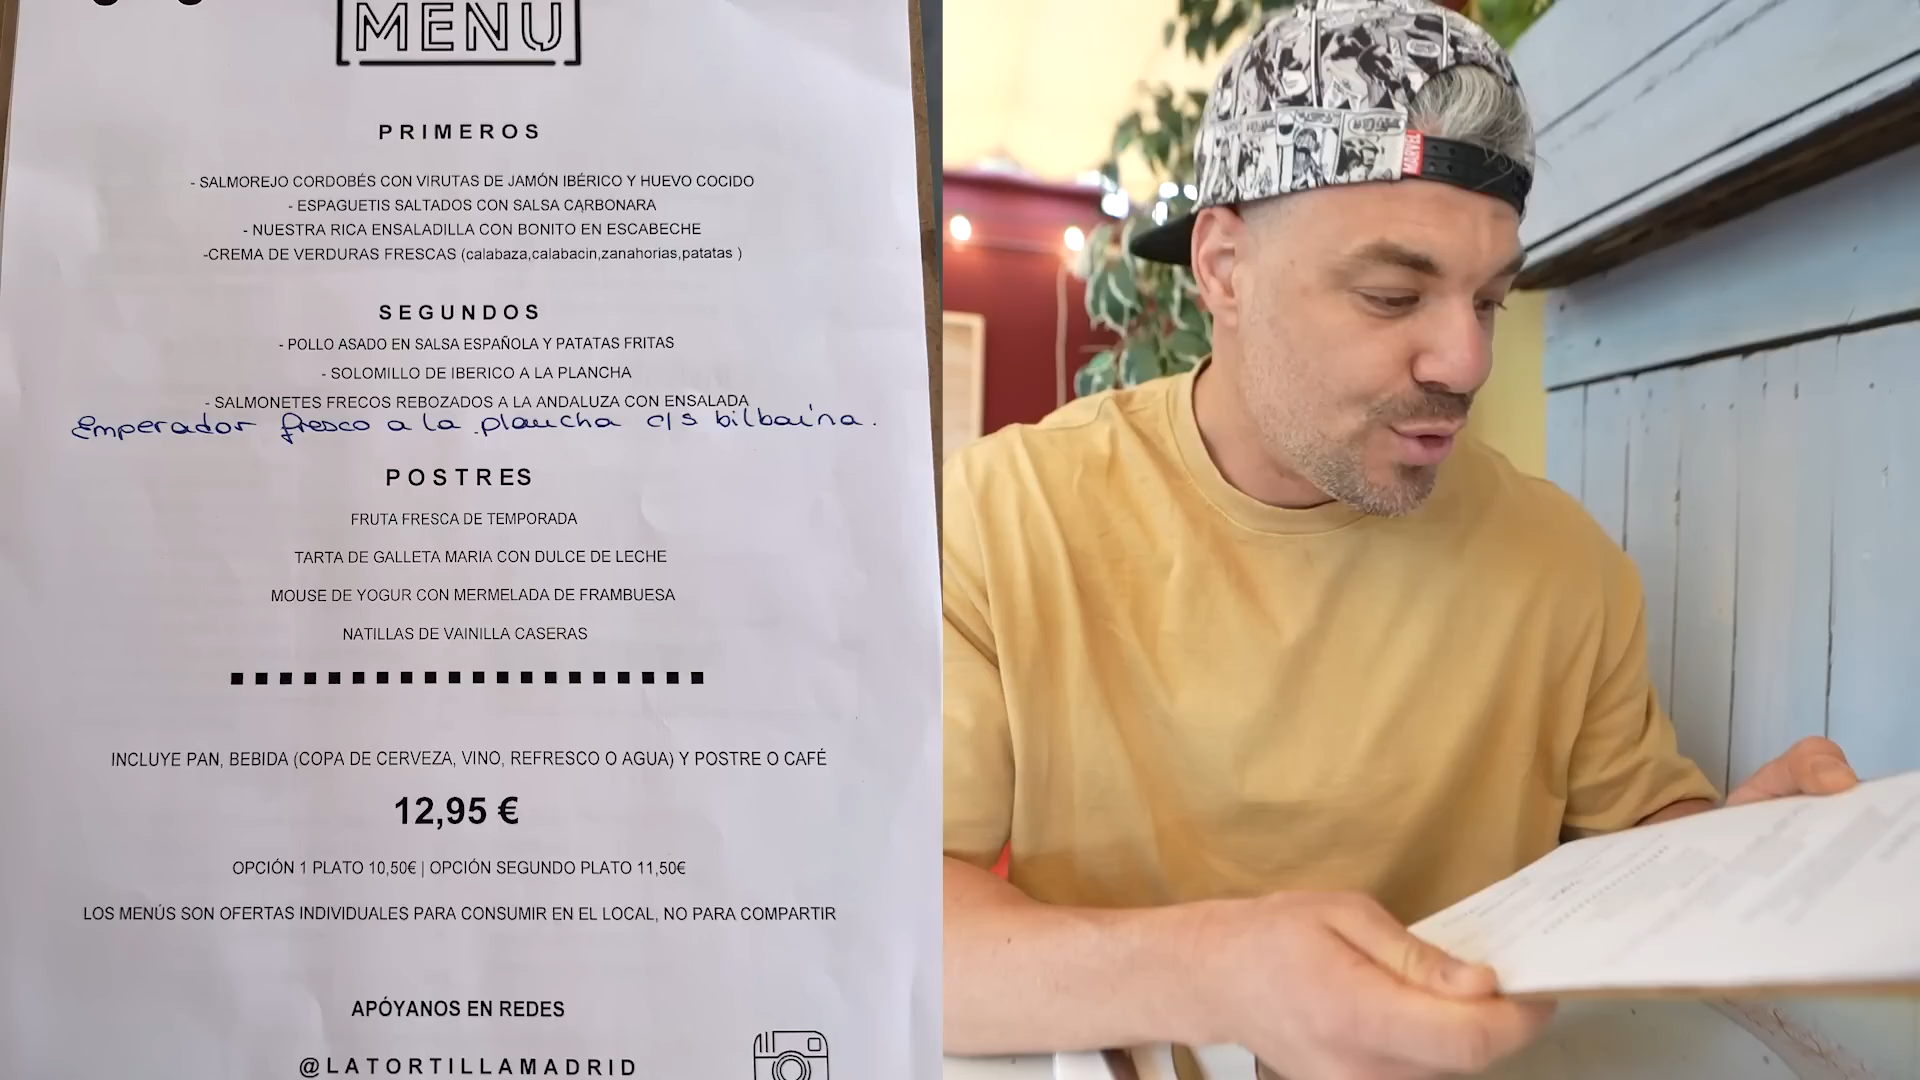 MENU
PRIMEROS
- SALMOREJO CORDOBÉS CON VIRUTAS DE JAMÓN IBÉRICO Y HUEVO COCIDO
- ESPAGUETIS SALTADOS CON SALSA CARBONARA
- NUESTRA RICA ENSALADILLA CON BONITO EN ESCABECHE
-CREMA DE VERDURAS FRESCAS (calabaza,calabacin,zanahorias,patatas )
SEGUNDOS
- POLLO ASADO EN SALSA ESPAÑOLA Y PATATAS FRITAS
- SOLOMILLO DE IBERICO A LA PLANCHA
- SALMONETES FRECOS REBOZADOS A LA ANDALUZA CON ENSALADA
Emperador fresco a la plancha c/s bilbaína.
POSTRES
FRUTA FRESCA DE TEMPORADA
TARTA DE GALLETA MARIA CON DULCE DE LECHE
MOUSE DE YOGUR CON MERMELADA DE FRAMBUESA
NATILLAS DE VAINILLA CASERAS
INCLUYE PAN, BEBIDA (COPA DE CERVEZA, VINO, REFRESCO O AGUA) Y POSTRE O CAFÉ
12,95 €
OPCIÓN 1 PLATO 10,50€ | OPCIÓN SEGUNDO PLATO 11,50€
LOS MENÚS SON OFERTAS INDIVIDUALES PARA CONSUMIR EN EL LOCAL, NO PARA COMPARTIR
APÓYANOS EN REDES
@LATORTILLAMADRID
MARVEL